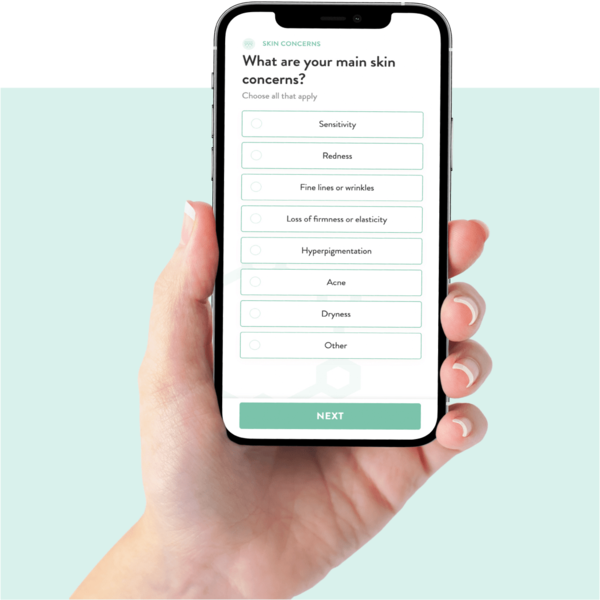 SKIN CONCERNS
What are your main skin
concerns?
Choose all that apply
Sensitivity
Redness
Fine lines or wrinkles
Loss of firmness or elasticity
Hyperpigmentation
Acne
Dryness
Other
NEXT